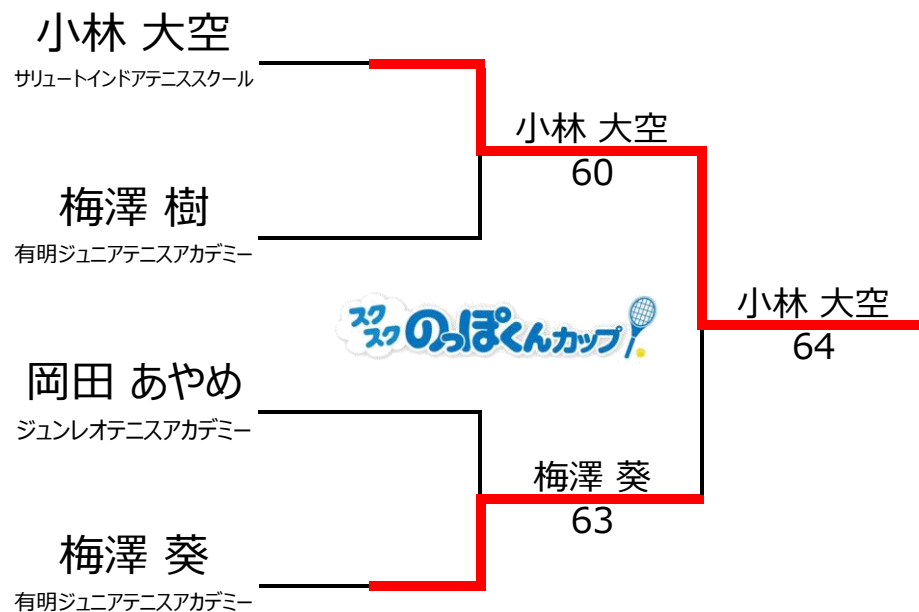 小林 大空
サリュートインドアテニススクール
小林 大空
60
梅澤 樹
有明ジュニアテニスアカデミー
スクスクのっぽくんカップ
小林 大空
64
岡田 あやめ
ジュンレオテニスアカデミー
梅澤 葵
63
梅澤 葵
有明ジュニアテニスアカデミー